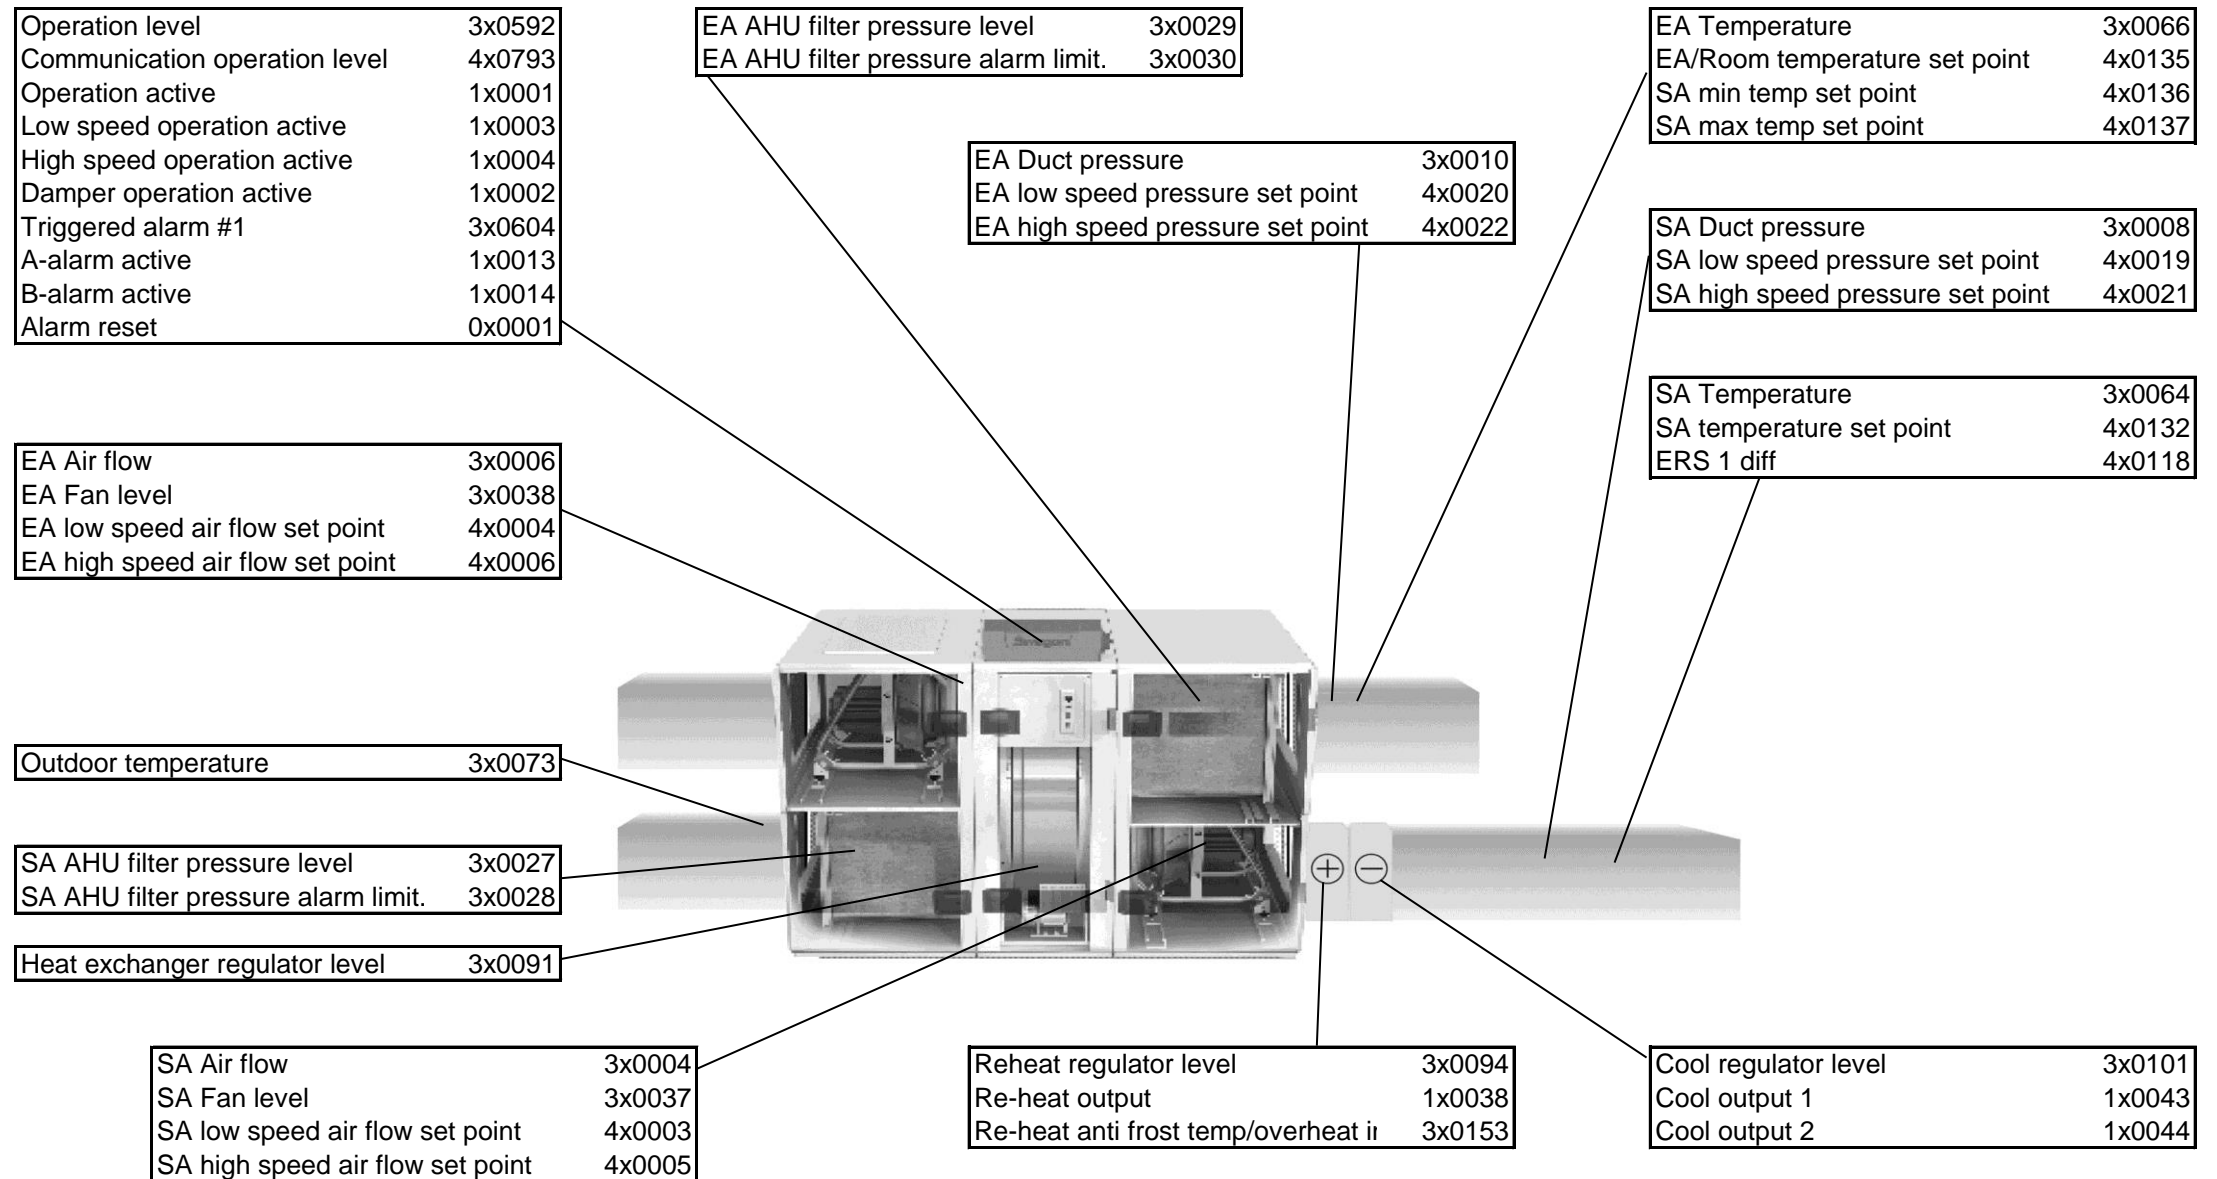 Operation level 3x0592
Communication operation level 4x0793
Operation active 1x0001
Low speed operation active 1x0003
High speed operation active 1x0004
Damper operation active 1x0002
Triggered alarm #1 3x0604
A-alarm active 1x0013
B-alarm active 1x0014
Alarm reset 0x0001
EA AHU filter pressure level 3x0029
EA AHU filter pressure alarm limit. 3x0030
EA Duct pressure 3x0010
EA low speed pressure set point 4x0020
EA high speed pressure set point 4x0022
EA Temperature 3x0066
EA/Room temperature set point 4x0135
SA min temp set point 4x0136
SA max temp set point 4x0137
SA Duct pressure 3x0008
SA low speed pressure set point 4x0019
SA high speed pressure set point 4x0021
SA Temperature 3x0064
SA temperature set point 4x0132
ERS 1 diff 4x0118
EA Air flow 3x0006
EA Fan level 3x0038
EA low speed air flow set point 4x0004
EA high speed air flow set point 4x0006
Outdoor temperature 3x0073
SA AHU filter pressure level 3x0027
SA AHU filter pressure alarm limit. 3x0028
Heat exchanger regulator level 3x0091
SA Air flow 3x0004
SA Fan level 3x0037
SA low speed air flow set point 4x0003
SA high speed air flow set point 4x0005
Reheat regulator level 3x0094
Re-heat output 1x0038
Re-heat anti frost temp/overheat 3x0153
Cool regulator level 3x0101
Cool output 1 1x0043
Cool output 2 1x0044